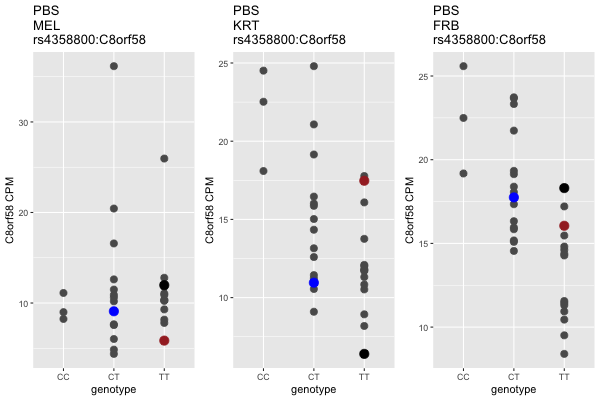 PBS
MEL
rs4358800:C8orf58
C8orf58 CPM
30
20
10
CC
CT
TT
genotype
PBS
KRT
rs4358800:C8orf58
C8orf58 CPM
25
20
15
10
CC
CT
TT
genotype
PBS
FRB
rs4358800:C8orf58
C8orf58 CPM
25
20
15
10
CC
CT
TT
genotype